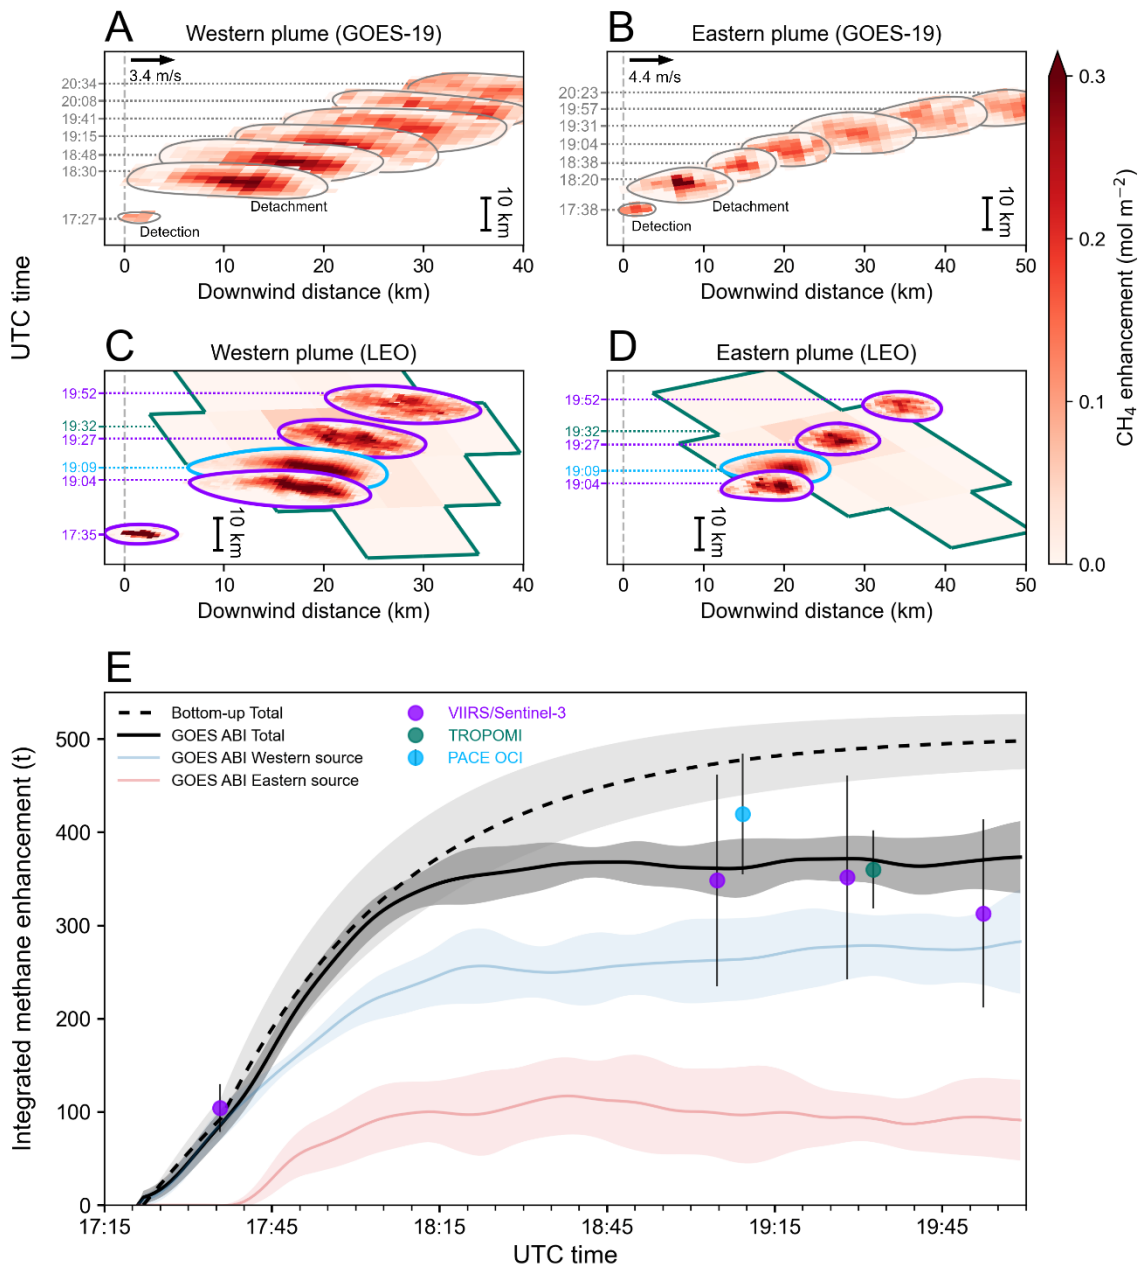 A
Western plume (GOES-19)
3.4 m/s
20:34
20:08
19:41
19:15
18:48
18:30
17:27
Detection
Detachment
10 km
0
10
20
30
40
Downwind distance (km)
B
Eastern plume (GOES-19)
4.4 m/s
20:23
19:57
19:31
19:04
18:38
18:20
17:38
Detection
Detachment
10 km
0
10
20
30
40
50
Downwind distance (km)
UTC time
C
Western plume (LEO)
19:52
19:32
19:27
19:09
19:04
17:35
10 km
0
10
20
30
40
Downwind distance (km)
D
Eastern plume (LEO)
19:52
19:32
19:27
19:09
19:04
10 km
0
10
20
30
40
50
Downwind distance (km)
0.3
0.2
0.1
0.0
CH₄ enhancement (mol m⁻²)
E
Bottom-up Total
GOES ABI Total
GOES ABI Western source
GOES ABI Eastern source
VIIRS/Sentinel-3
TROPOMI
PACE OCI
500
400
300
200
100
0
Integrated methane enhancement (t)
17:15
17:45
18:15
18:45
19:15
19:45
UTC time